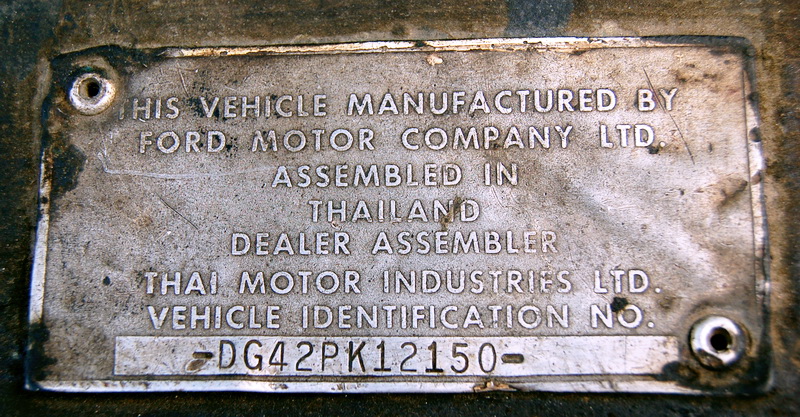 THIS VEHICLE MANUFACTURED BY
FORD MOTOR COMPANY LTD.
ASSEMBLED IN
THAILAND
DEALER ASSEMBLER
THAI MOTOR INDUSTRIES LTD.
VEHICLE IDENTIFICATION NO.
-DG42PK12150-